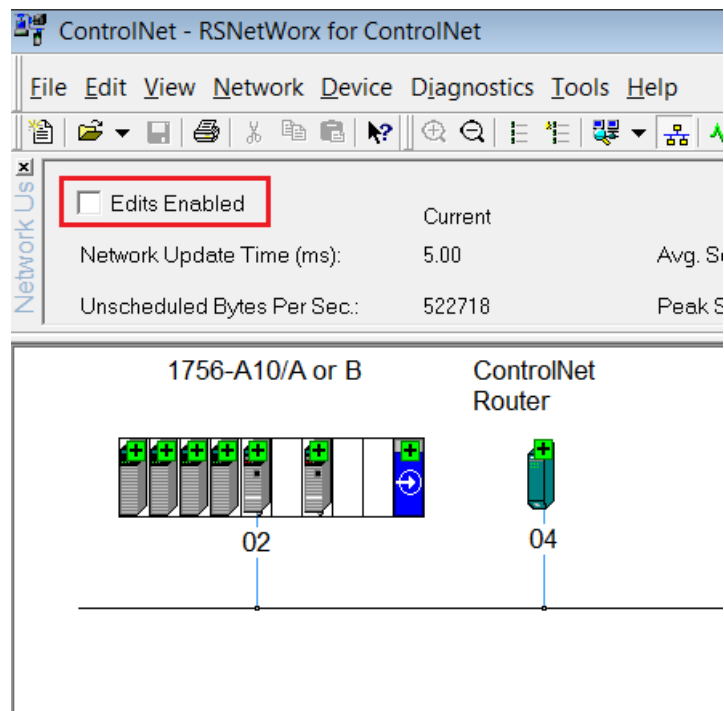 ControlNet - RSNetWorx for ControlNet
File Edit View Network Device Diagnostics Tools Help
Network Us
Edits Enabled
Current
Network Update Time (ms): 5.00 Avg. S
Unscheduled Bytes Per Sec.: 522718 Peak S
1756-A10/A or B
ControlNet
Router
02
04